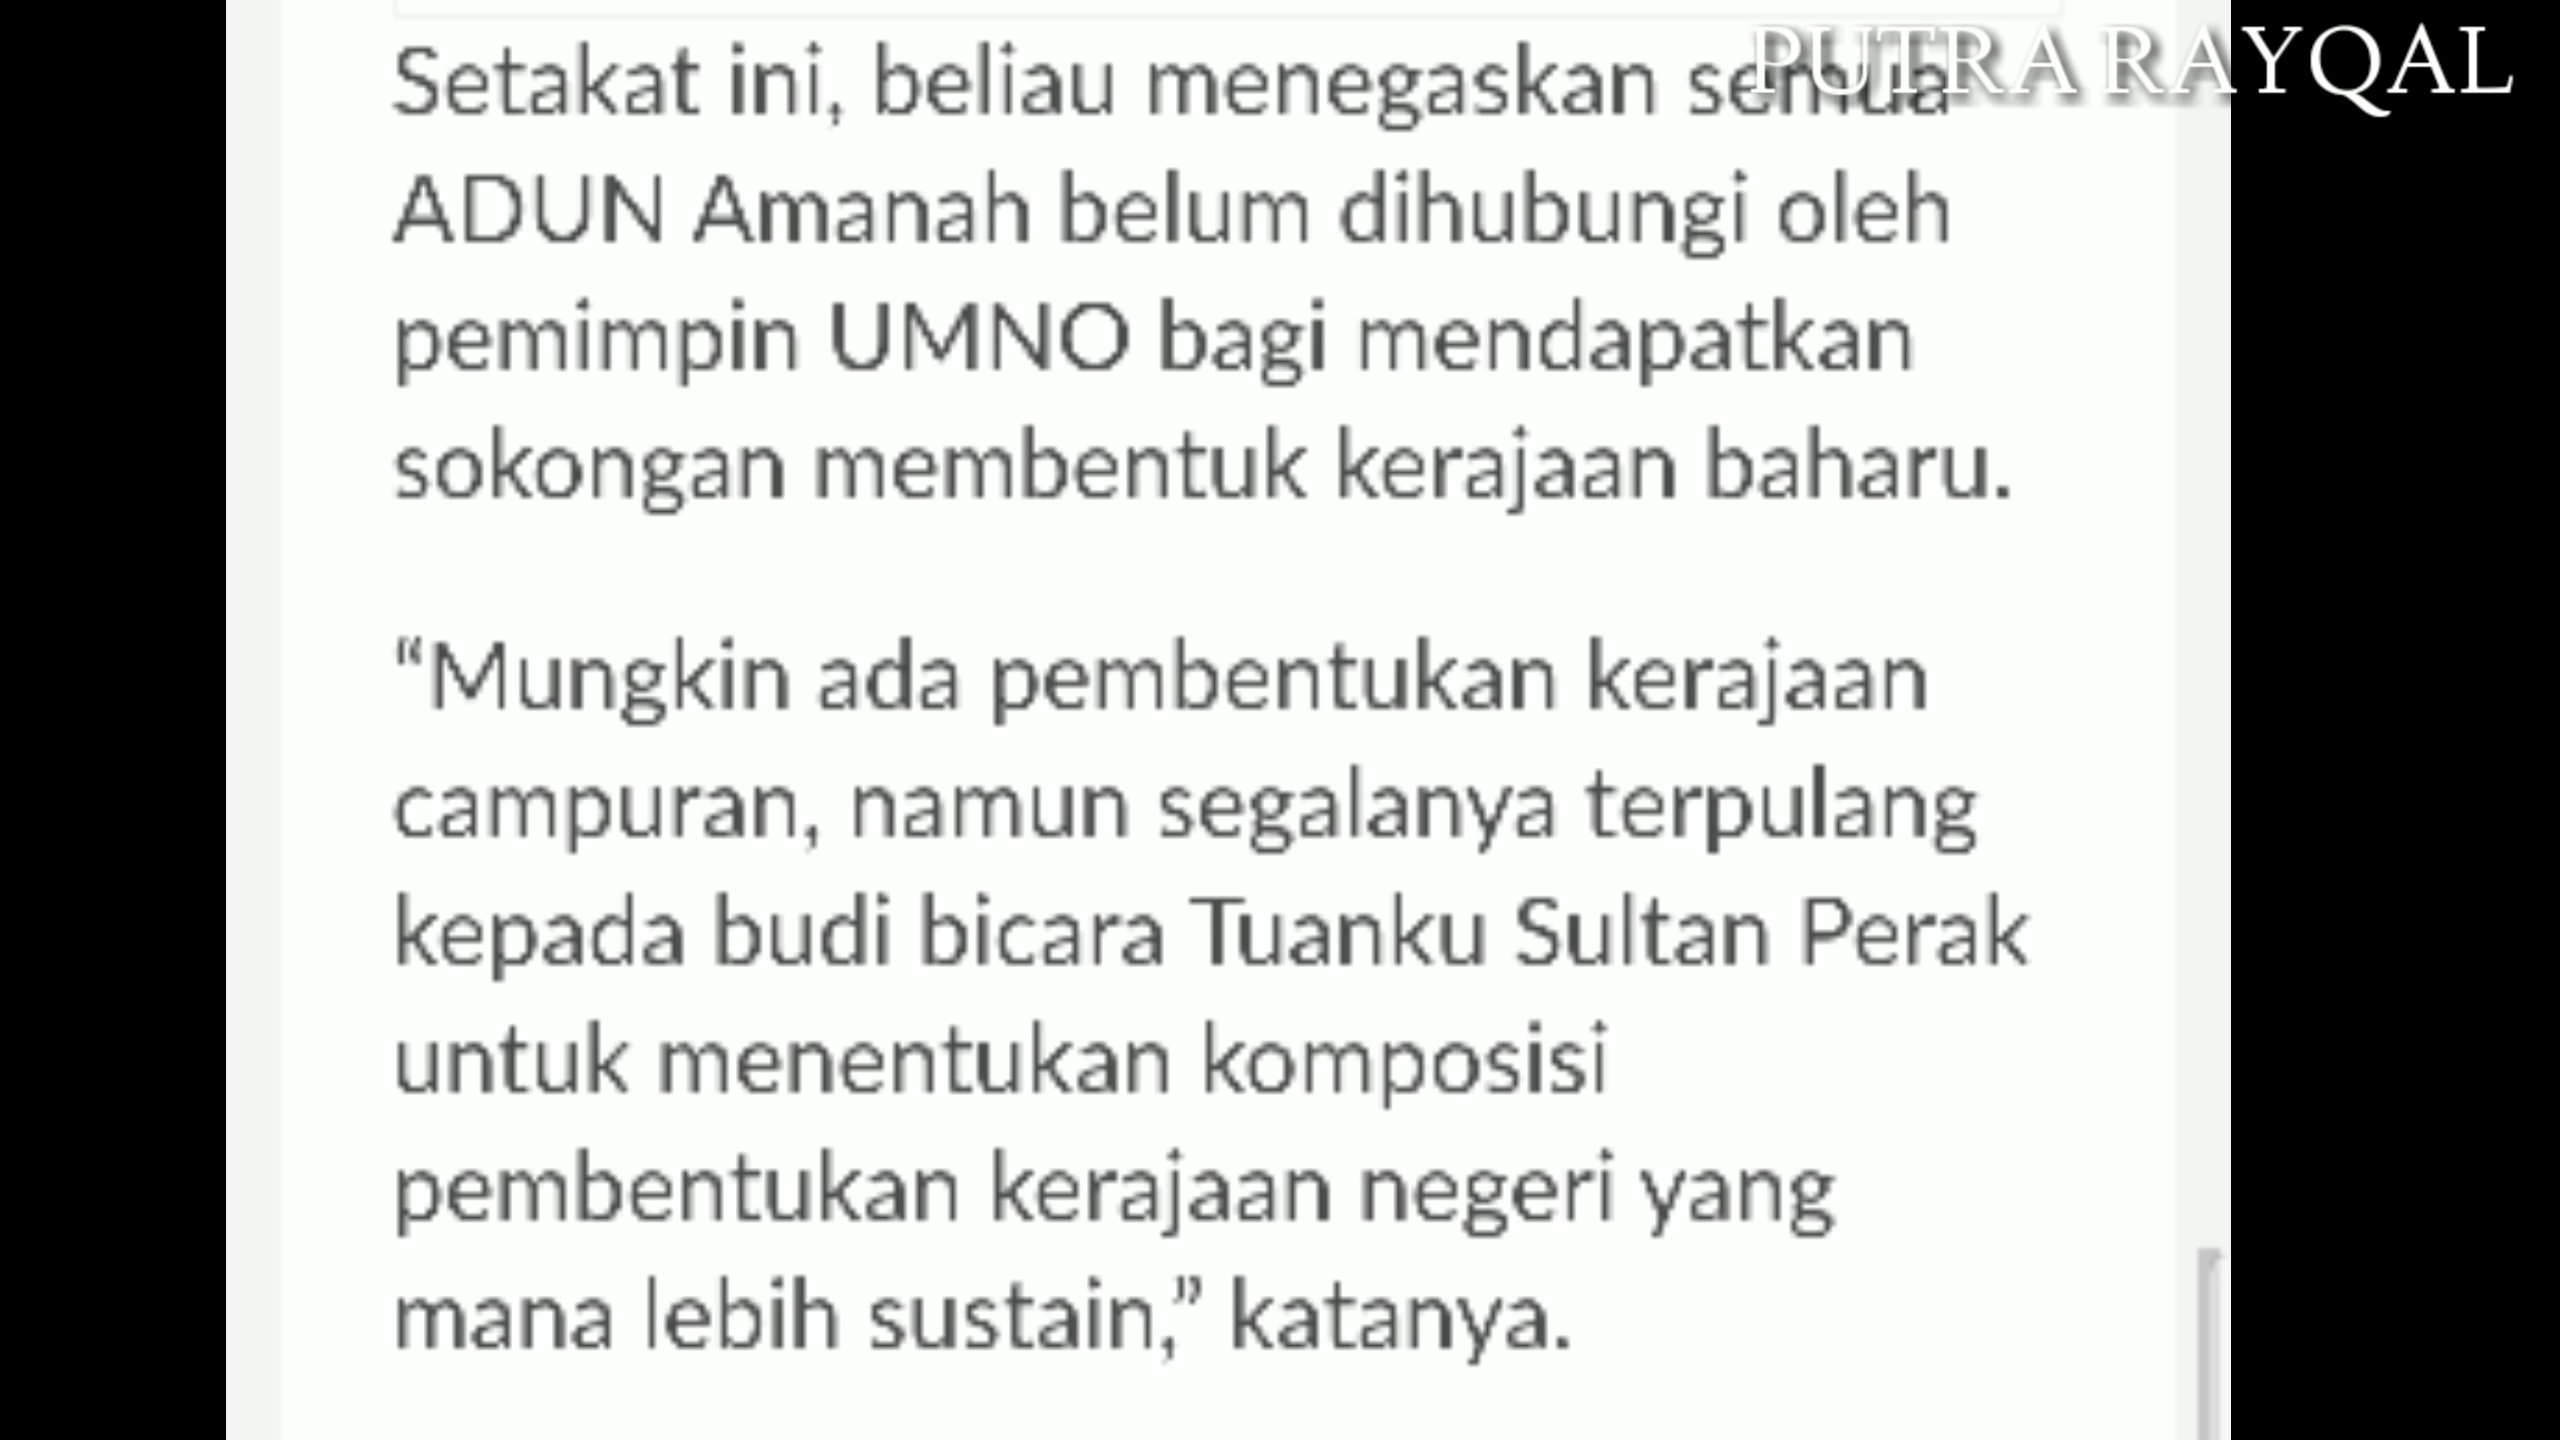 PUTRA RAYQAL
Setakat ini, beliau menegaskan semua
ADUN Amanah belum dihubungi oleh
pemimpin UMNO bagi mendapatkan
sokongan membentuk kerajaan baharu.
“Mungkin ada pembentukan kerajaan
campuran, namun segalanya terpulang
kepada budi bicara Tuanku Sultan Perak
untuk menentukan komposisi
pembentukan kerajaan negeri yang
mana lebih sustain,” katanya.